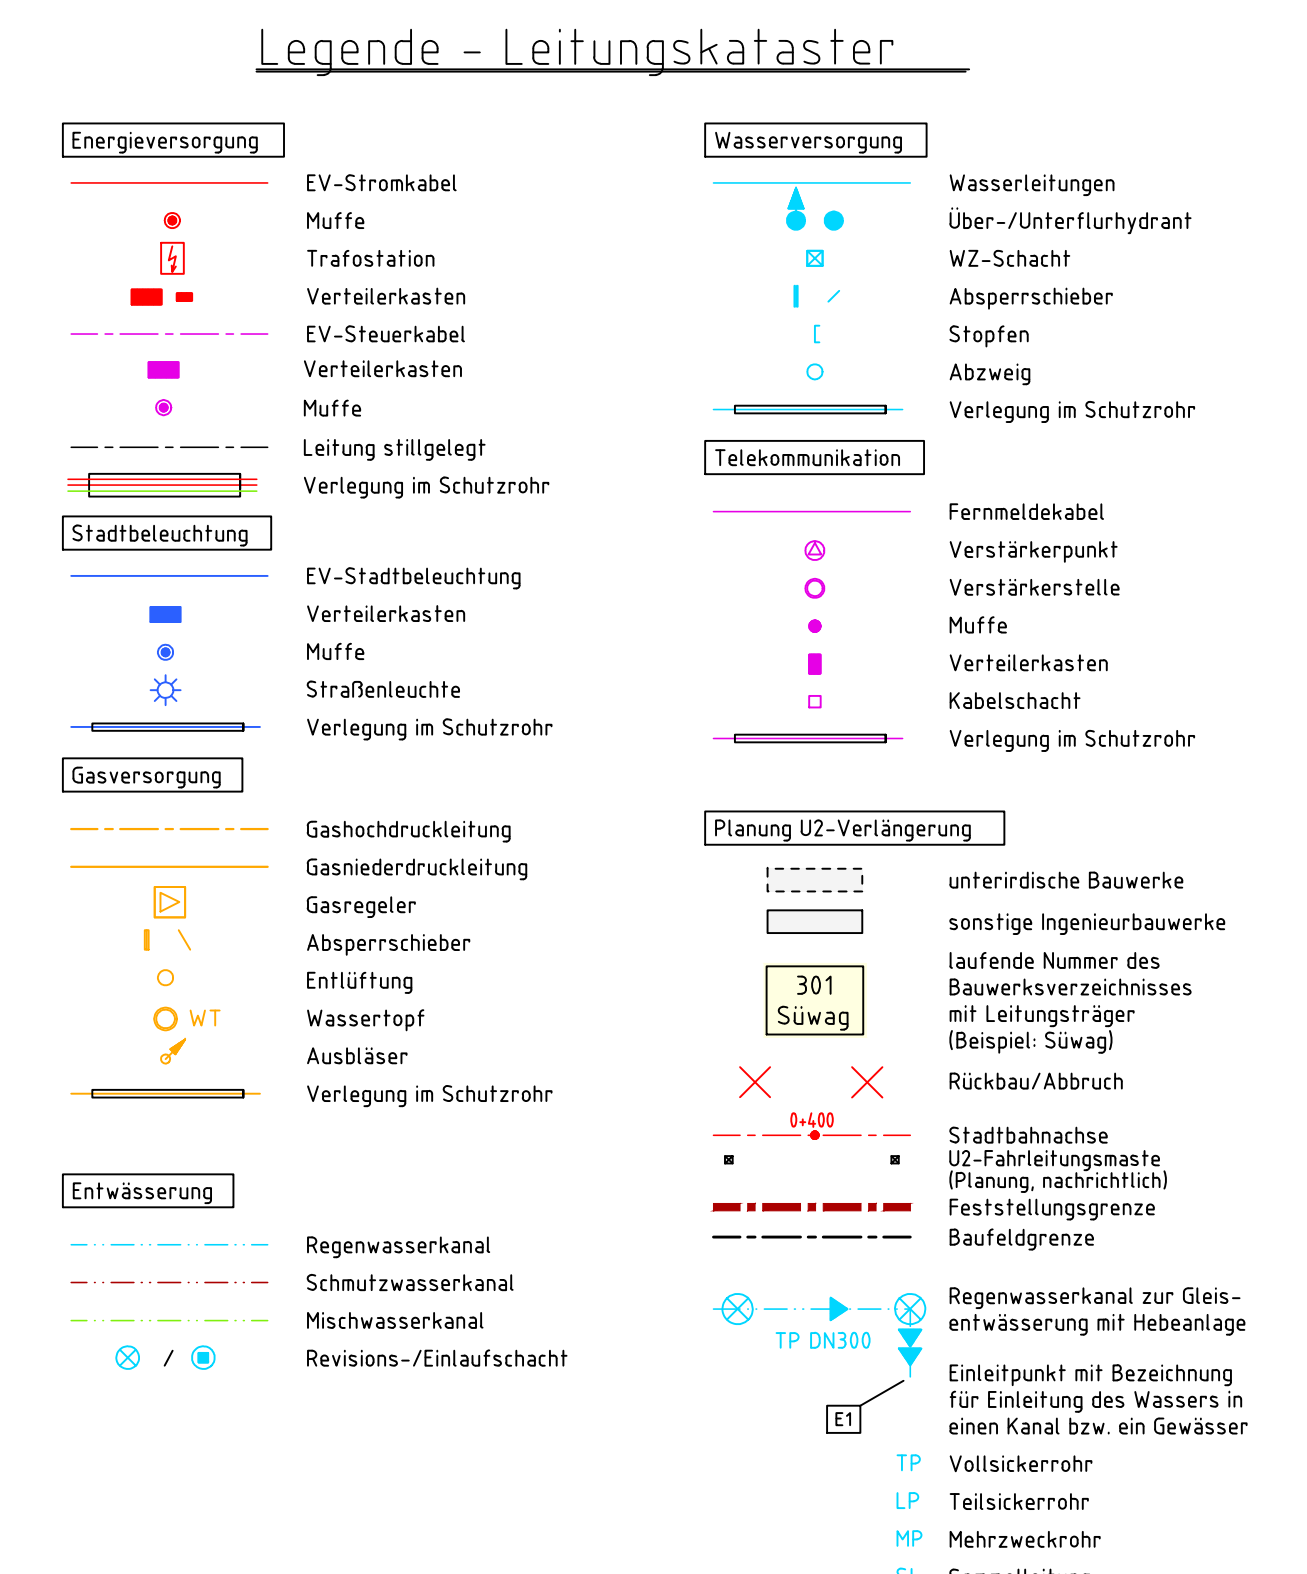 Legende - Leitungskataster
Energieversorgung
EV-Stromkabel
Muffe
Trafostation
Verteilerkasten
EV-Steuerkabel
Verteilerkasten
Muffe
Leitung stillgelegt
Verlegung im Schutzrohr
Stadtbeleuchtung
EV-Stadtbeleuchtung
Verteilerkasten
Muffe
Straßenleuchte
Verlegung im Schutzrohr
Gasversorgung
Gashochdruckleitung
Gasniederdruckleitung
Gasregeler
Absperrschieber
Entlüftung
WT Wassertopf
Ausbläser
Verlegung im Schutzrohr
Entwässerung
Regenwasserkanal
Schmutzwasserkanal
Mischwasserkanal
/ Revisions-/Einlaufschacht
Wasserversorgung
Wasserleitungen
Über-/Unterflurhydrant
WZ-Schacht
Absperrschieber
Stopfen
Abzweig
Verlegung im Schutzrohr
Telekommunikation
Fernmeldekabel
Verstärkerpunkt
Verstärkerstelle
Muffe
Verteilerkasten
Kabelschacht
Verlegung im Schutzrohr
Planung U2-Verlängerung
unterirdische Bauwerke
sonstige Ingenieurbauwerke
301
Süwag
laufende Nummer des
Bauwerksverzeichnisses
mit Leitungsträger
(Beispiel: Süwag)
Rückbau/Abbruch
0+400
Stadtbahnachse
U2-Fahrleitungsmaste
(Planung, nachrichtlich)
Feststellungsgrenze
Baufeldgrenze
Regenwasserkanal zur Gleis-
entwässerung mit Hebeanlage
TP DN300
Einleitpunkt mit Bezeichnung
für Einleitung des Wassers in
einen Kanal bzw. ein Gewässer
E1
TP Vollsickerrohr
LP Teilsickerrohr
MP Mehrzweckrohr